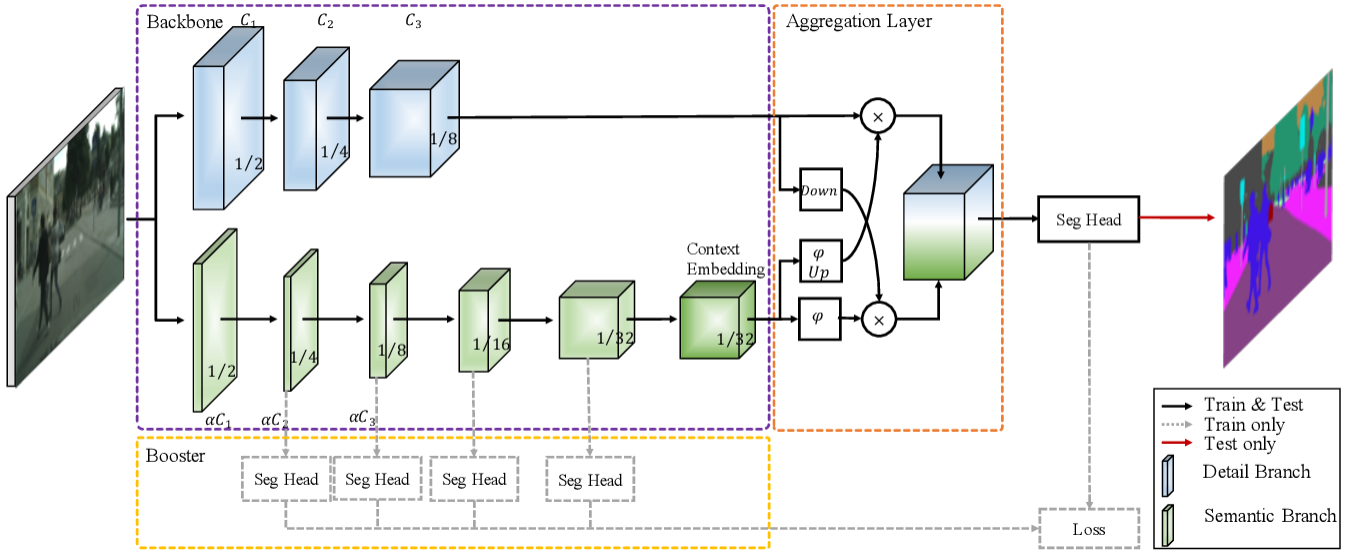 Backbone
C₁
C₂
C₃
Aggregation Layer
1/2
1/4
1/8
×
Down
φ
Up
Seg Head
Context
Embedding
φ
×
1/2
1/4
1/8
1/16
1/32
1/32
αC₁
αC₂
αC₃
Booster
Seg Head
Seg Head
Seg Head
Seg Head
Loss
Train & Test
Train only
Test only
Detail Branch
Semantic Branch